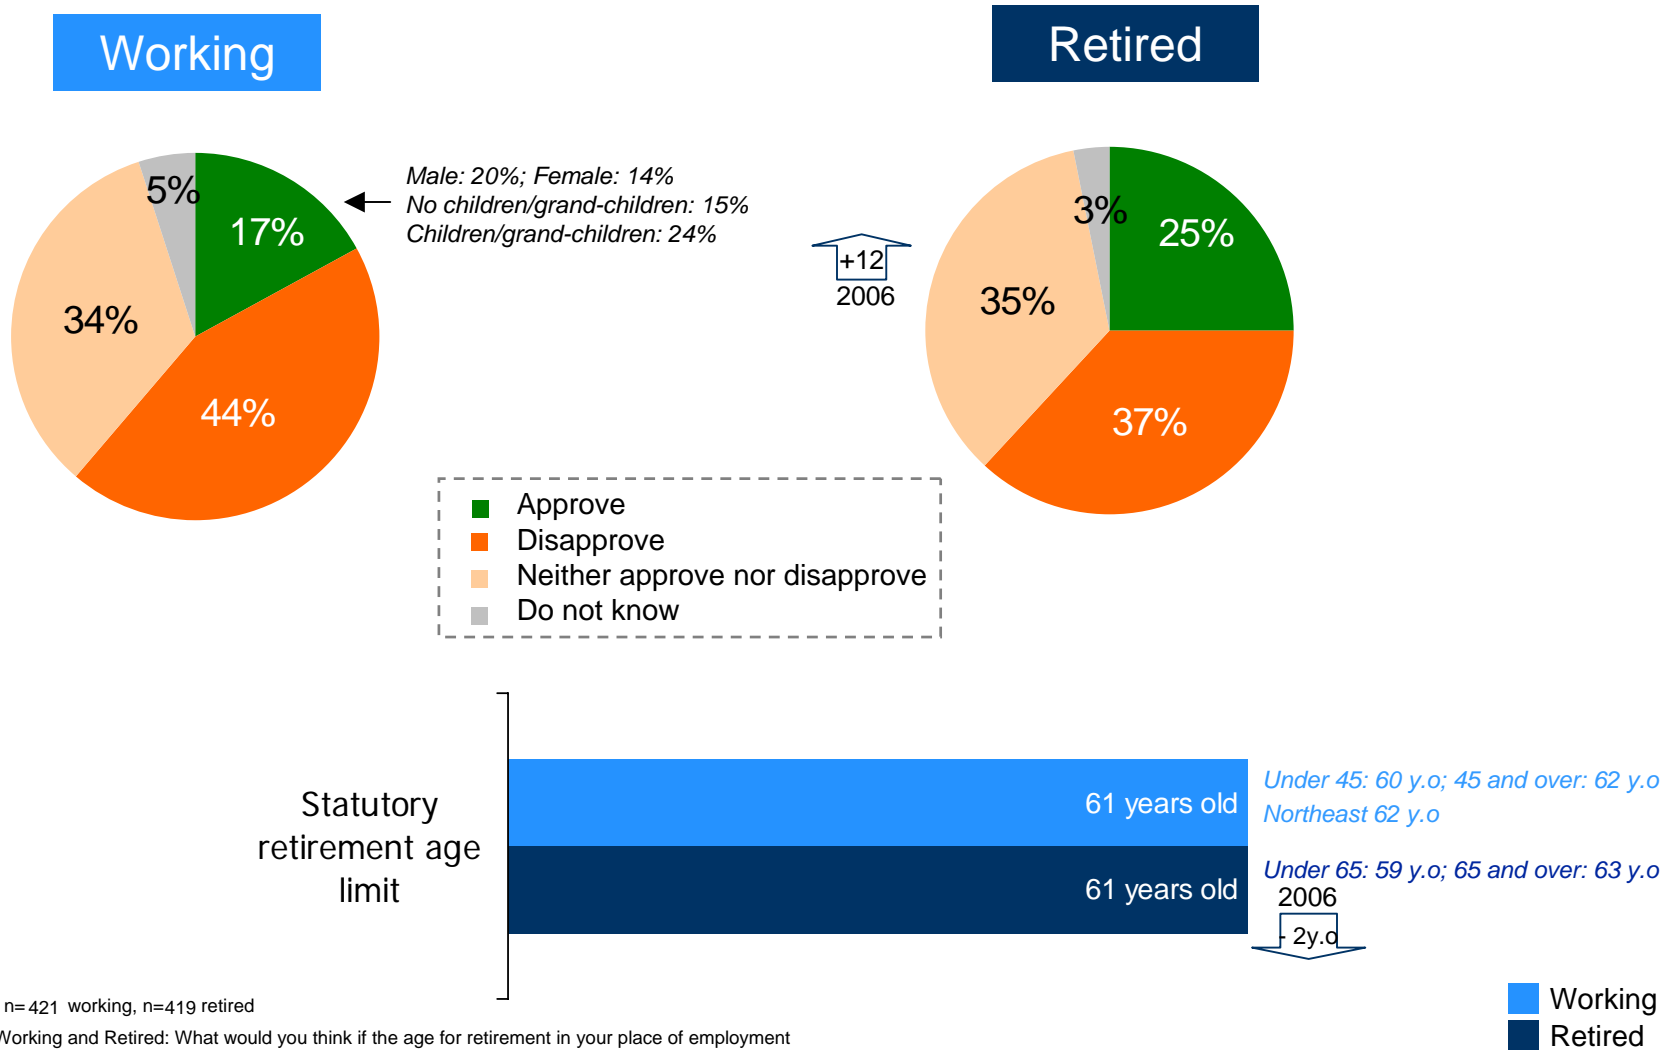 Working
Retired
5%
17%
34%
44%
Male: 20%; Female: 14%
No children/grand-children: 15%
Children/grand-children: 24%
+12
2006
3%
25%
35%
37%
Approve
Disapprove
Neither approve nor disapprove
Do not know
Statutory
retirement age
limit
61 years old
61 years old
Under 45: 60 y.o; 45 and over: 62 y.o
Northeast 62 y.o
Under 65: 59 y.o; 65 and over: 63 y.o
2006
- 2y.o
n=421 working, n=419 retired
Working and Retired: What would you think if the age for retirement in your place of employment
Working
Retired